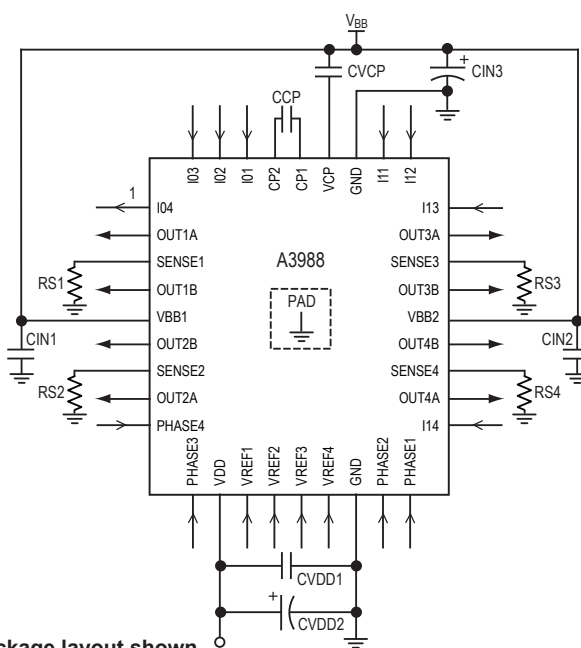 VBB
CVCP
CIN3
CCP
I03
I02
I01
CP2
CP1
VCP
GND
I11
I12
1
I04
I13
OUT1A
OUT3A
SENSE1
A3988
SENSE3
RS1
RS3
OUT1B
PAD
OUT3B
VBB1
VBB2
CIN1
CIN2
OUT2B
OUT4B
SENSE2
SENSE4
RS2
RS4
OUT2A
OUT4A
PHASE4
I14
PHASE3
VDD
VREF1
VREF2
VREF3
VREF4
GND
PHASE2
PHASE1
CVDD1
+
CVDD2
+
layout shown